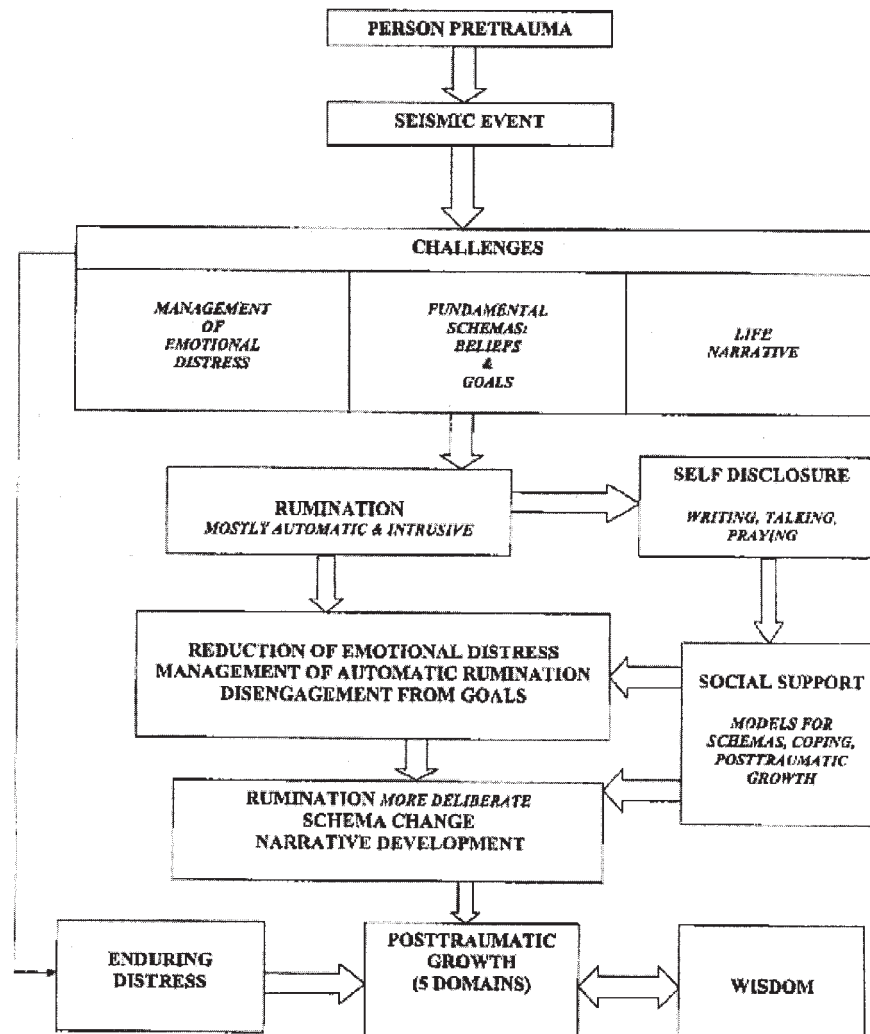 PERSON PRETRAUMA
SEISMIC EVENT
CHALLENGES
MANAGEMENT
OF
EMOTIONAL
DISTRESS
FUNDAMENTAL
SCHEMAS:
BELIEFS
&
GOALS
LIFE
NARRATIVE
RUMINATION
MOSTLY AUTOMATIC & INTRUSIVE
SELF DISCLOSURE
WRITING, TALKING,
PRAYING
REDUCTION OF EMOTIONAL DISTRESS
MANAGEMENT OF AUTOMATIC RUMINATION
DISENGAGEMENT FROM GOALS
SOCIAL SUPPORT
MODELS FOR
SCHEMAS, COPING,
POSTTRAUMATIC
GROWTH
RUMINATION MORE DELIBERATE
SCHEMA CHANGE
NARRATIVE DEVELOPMENT
ENDURING
DISTRESS
POSTTRAUMATIC
GROWTH
(5 DOMAINS)
WISDOM